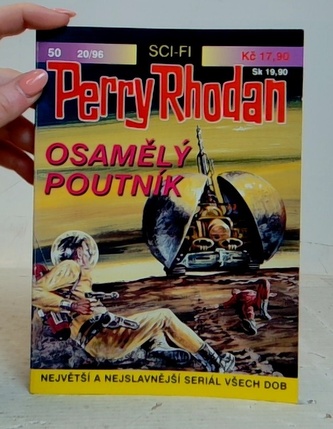 50 20/96 SCI-FI Kč 17,90
Sk 19,90
Perry Rhodan
OSAMĚLÝ
POUTNÍK
NEJVĚTŠÍ A NEJSLAVNĚJŠÍ SERIÁL VŠECH DOB